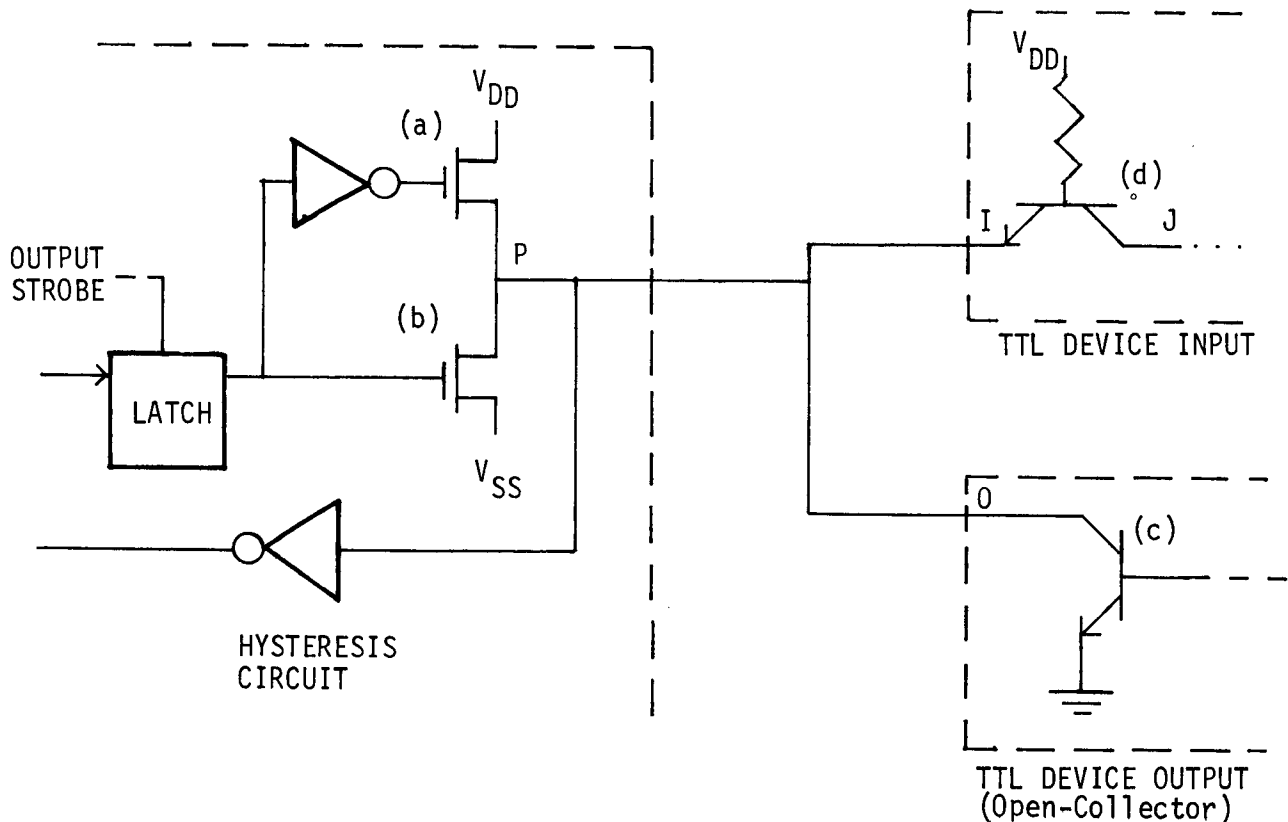 V_DD
(a)
P
(b)
OUTPUT
STROBE
LATCH
V_SS
HYSTERESIS
CIRCUIT
V_DD
(d)
I
J
TTL DEVICE INPUT
O
(c)
TTL DEVICE OUTPUT
(Open-Collector)